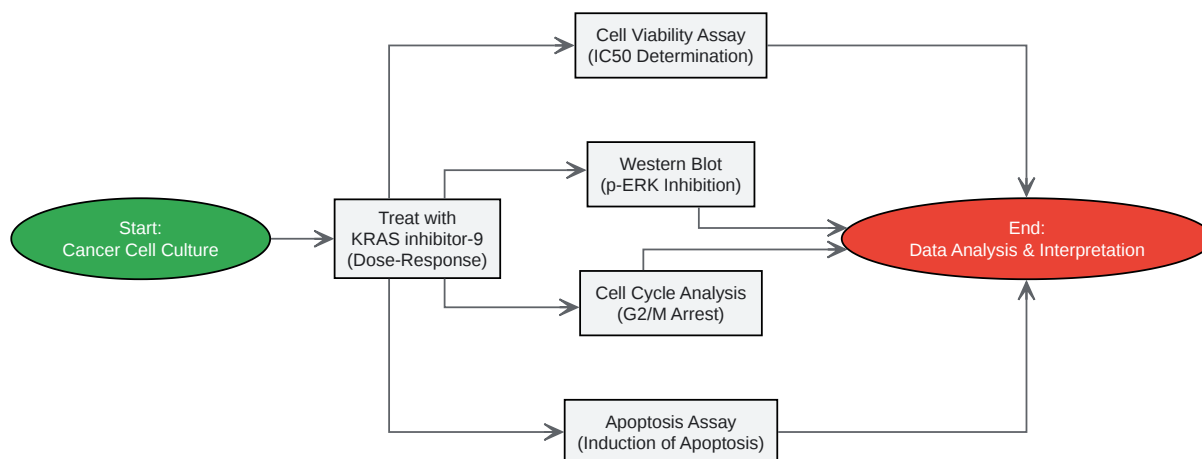 Cell Viability Assay
(IC50 Determination)
Western Blot
(p-ERK Inhibition)
Start:
Cancer Cell Culture
Treat with
KRAS inhibitor-9
(Dose-Response)
End:
Data Analysis & Interpretation
Cell Cycle Analysis
(G2/M Arrest)
Apoptosis Assay
(Induction of Apoptosis)